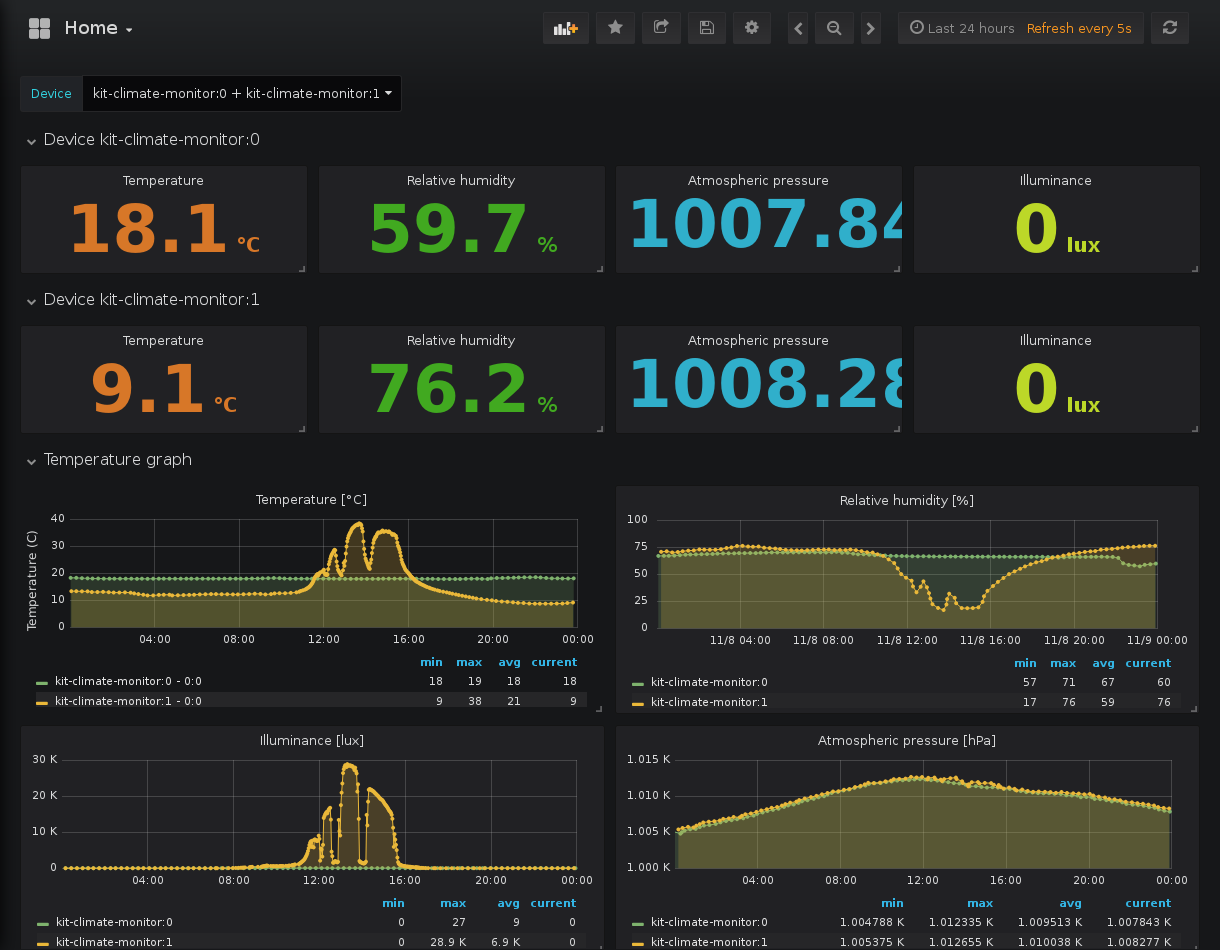 Home
Last 24 hours Refresh every 5s
Device kit-climate-monitor:0 + kit-climate-monitor:1
Device kit-climate-monitor:0
Temperature Relative humidity Atmospheric pressure Illuminance
18.1 °C 59.7 % 1007.84 0 lux
Device kit-climate-monitor:1
Temperature Relative humidity Atmospheric pressure Illuminance
9.1 °C 76.2 % 1008.28 0 lux
Temperature graph
Temperature [°C]
Temperature (C)
40
30
20
10
0
04:00 08:00 12:00 16:00 20:00 00:00
min max avg current
kit-climate-monitor:0 - 0:0 18 19 18 18
kit-climate-monitor:1 - 0:0 9 38 21 9
Relative humidity [%]
100
75
50
25
0
11/8 04:00 11/8 08:00 11/8 12:00 11/8 16:00 11/8 20:00 11/9 00:00
min max avg current
kit-climate-monitor:0 57 71 67 60
kit-climate-monitor:1 17 76 59 76
Illuminance [lux]
30 K
20 K
10 K
0
04:00 08:00 12:00 16:00 20:00 00:00
min max avg current
kit-climate-monitor:0 0 27 9 0
kit-climate-monitor:1 0 28.9 K 6.9 K 0
Atmospheric pressure [hPa]
1.015 K
1.010 K
1.005 K
1.000 K
04:00 08:00 12:00 16:00 20:00 00:00
min max avg current
kit-climate-monitor:0 1.004788 K 1.012335 K 1.009513 K 1.007843 K
kit-climate-monitor:1 1.005375 K 1.012655 K 1.010038 K 1.008277 K